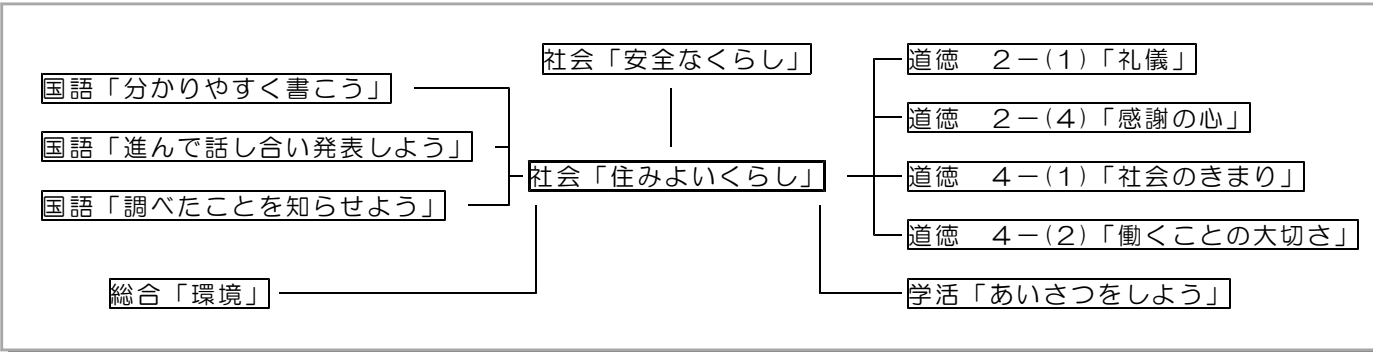 社会「安全なくらし」
国語「分かりやすく書こう」
国語「進んで話し合い発表しよう」
国語「調べたことを知らせよう」
社会「住みよいくらし」
道徳　２－(１)「礼儀」
道徳　２－(４)「感謝の心」
道徳　４－(１)「社会のきまり」
道徳　４－(２)「働くことの大切さ」
総合「環境」
学活「あいさつをしよう」